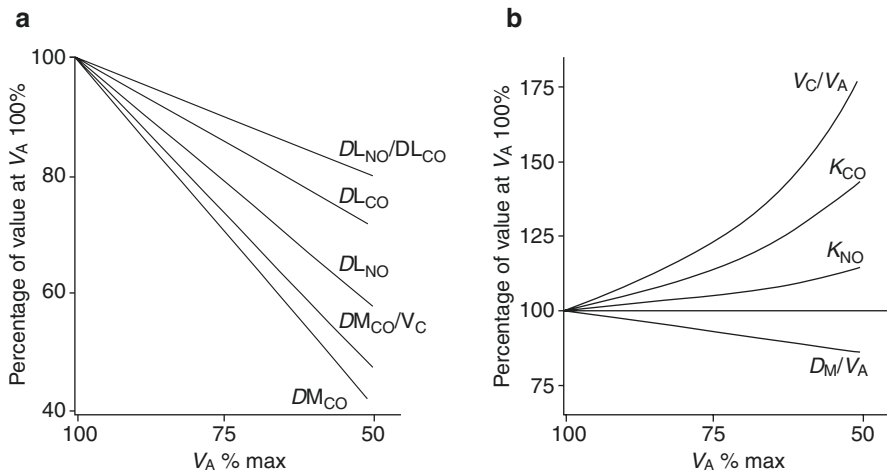 a
Percentage of value at VA 100%
100
80
60
40
DLNO/DLCO
DLCO
DLNO
DMCO/VC
DMCO
100
75
50
VA % max
b
Percentage of value at VA 100%
175
150
125
100
75
VC/VA
KCO
KNO
DM/VA
100
75
50
VA % max